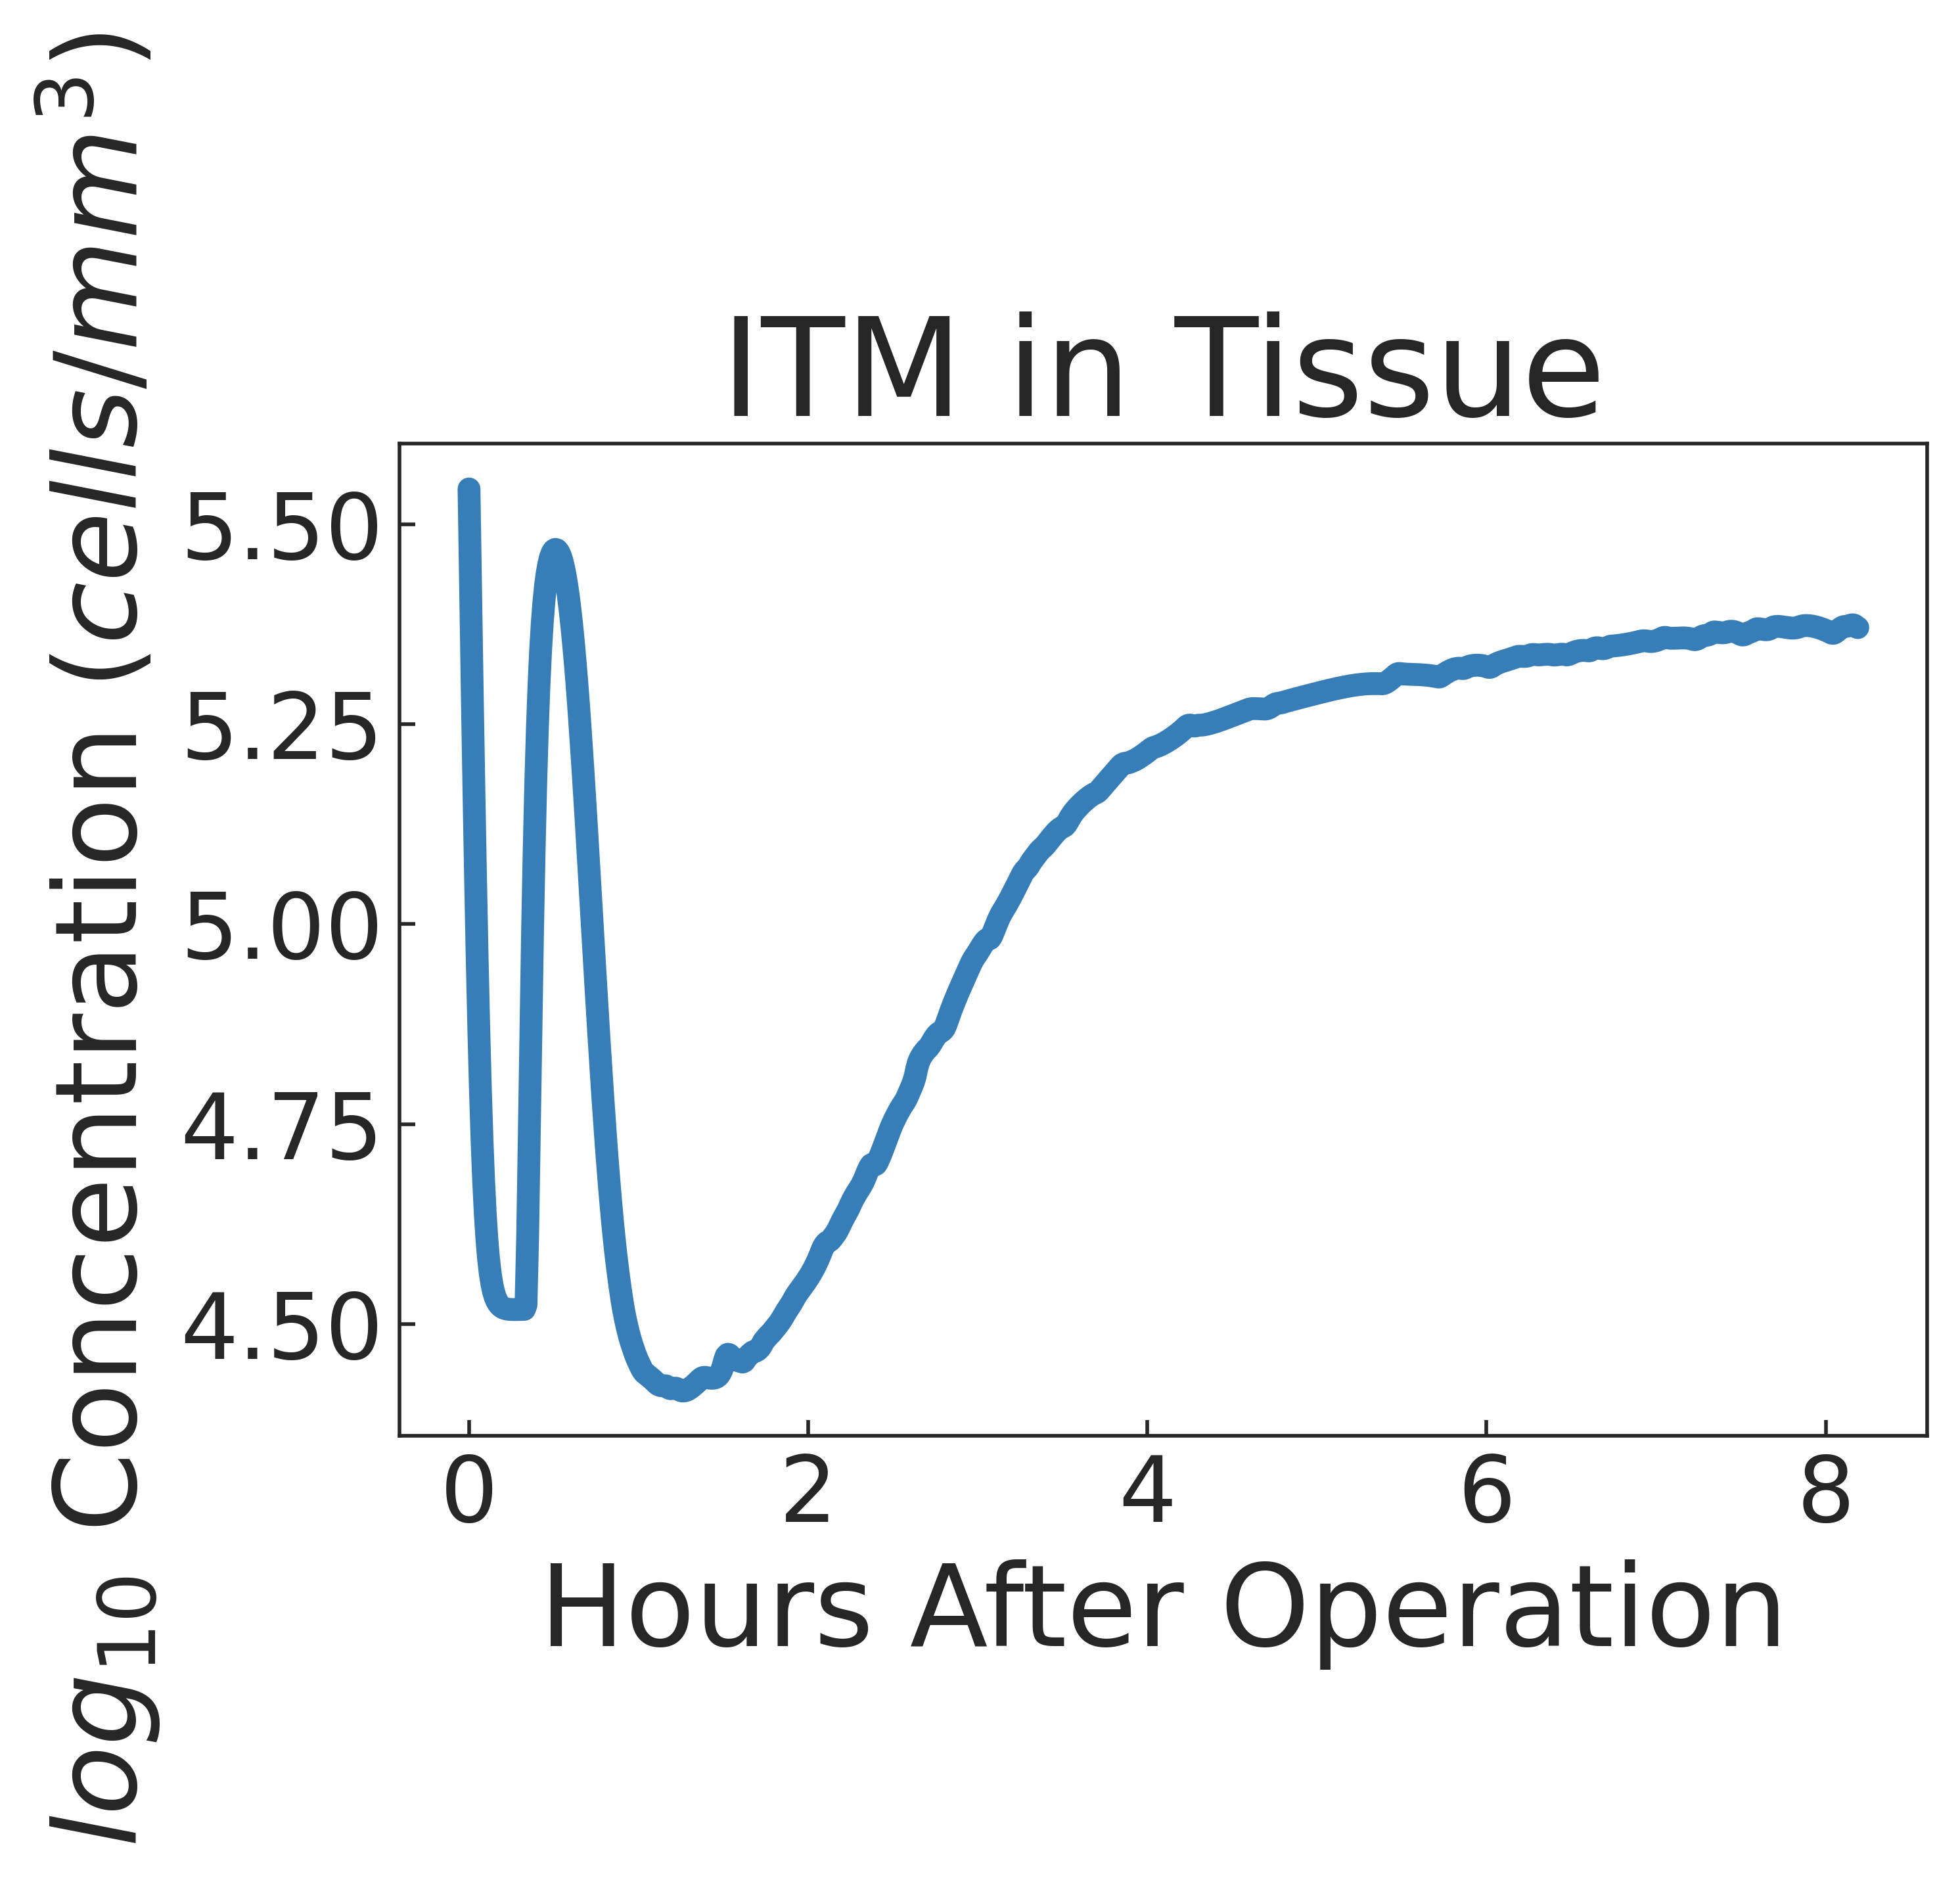 ITM in Tissue
log₁₀ Concentration (cells/mm³)
5.50
5.25
5.00
4.75
4.50
0 2 4 6 8
Hours After Operation